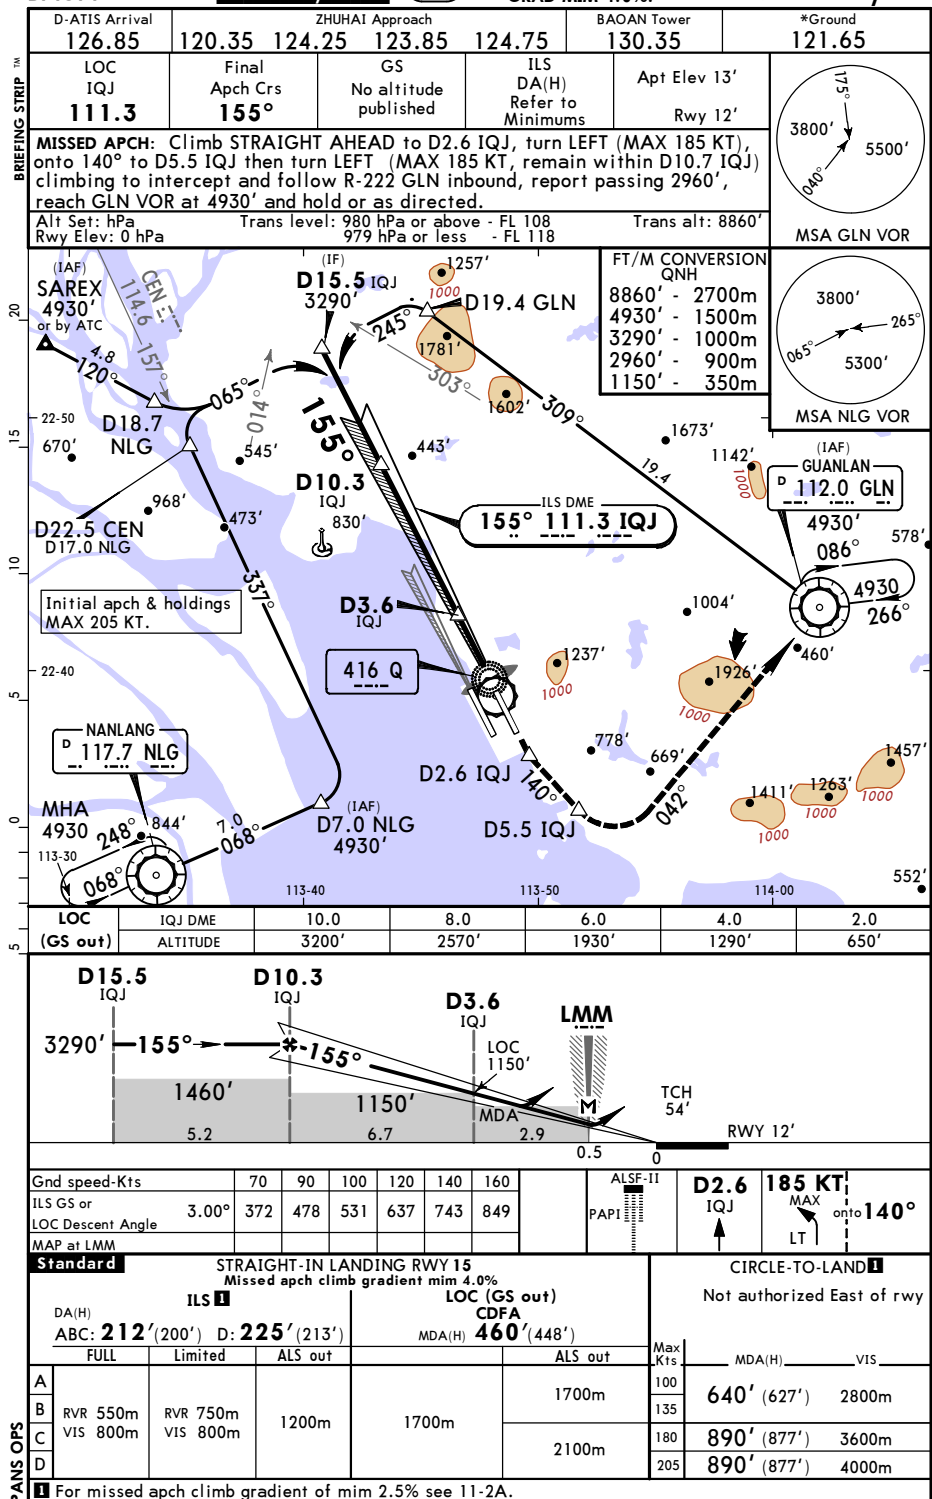 D-ATIS Arrival ZHUHAI Approach BAOAN Tower *Ground
126.85 120.35 124.25 123.85 124.75 130.35 121.65
BRIEFING STRIP TM
LOC
IQJ
111.3
Final
Apch Crs
155°
GS
No altitude
published
ILS
DA(H)
Refer to
Minimums
Apt Elev 13'
Rwy 12'
MISSED APCH: Climb STRAIGHT AHEAD to D2.6 IQJ, turn LEFT (MAX 185 KT),
onto 140° to D5.5 IQJ then turn LEFT (MAX 185 KT, remain within D10.7 IQJ)
climbing to intercept and follow R-222 GLN inbound, report passing 2960',
reach GLN VOR at 4930' and hold or as directed.
Alt Set: hPa Trans level: 980 hPa or above - FL 108 Trans alt: 8860'
Rwy Elev: 0 hPa 979 hPa or less - FL 118
175°
3800'
5500'
040°
MSA GLN VOR
3800'
265°
065°
5300'
MSA NLG VOR
FT/M CONVERSION
QNH
8860' - 2700m
4930' - 1500m
3290' - 1000m
2960' - 900m
1150' - 350m
(IAF)
SAREX
4930'
or by ATC
CEN
114.6
157°
(IF)
D15.5 IQJ
3290'
1257'
1000
D19.4 GLN
245°
1781'
303°
1602'
309°
19.4
4.8
120°
065°
014°
155°
D18.7
NLG
22-50
670'
545'
443'
1673'
1142'
1000
(IAF)
GUANLAN
D 112.0 GLN
4930'
578'
086°
4930
266°
968'
473'
D10.3
IQJ
830'
ILS DME
155° 111.3 IQJ
D22.5 CEN
D17.0 NLG
337°
Initial apch & holdings
MAX 205 KT.
D3.6
IQJ
1004'
460'
416 Q
1237'
1000
1926'
1000
22-40
NANLANG
D 117.7 NLG
778'
669'
D2.6 IQJ
140°
D5.5 IQJ
042°
1457'
1000
1263'
1000
1411'
1000
MHA
4930
248°
844'
7.0
068°
(IAF)
D7.0 NLG
4930'
113-30
068°
113-40
113-50
114-00
552'
20
15
10
5
0
5
LOC IQJ DME 10.0 8.0 6.0 4.0 2.0
(GS out) ALTITUDE 3200' 2570' 1930' 1290' 650'
D15.5
IQJ
D10.3
IQJ
D3.6
IQJ
LMM
3290' 155°
155°
LOC
1150'
1460'
1150'
MDA
M
TCH
54'
RWY 12'
5.2 6.7 2.9
0.5
0
Gnd speed-Kts 70 90 100 120 140 160
ILS GS or
LOC Descent Angle 3.00° 372 478 531 637 743 849
MAP at LMM
ALSF-II
PAPI
D2.6
IQJ
185 KT
MAX
LT
onto 140°
Standard STRAIGHT-IN LANDING RWY 15
Missed apch climb gradient mim 4.0%
ILS 1
DA(H)
ABC: 212'(200') D: 225'(213')
LOC (GS out)
CDFA
MDA(H) 460'(448')
CIRCLE-TO-LAND 1
Not authorized East of rwy
FULL Limited ALS out ALS out
Max
Kts MDA(H) VIS
A
B
C
D
RVR 550m
VIS 800m
RVR 750m
VIS 800m
1200m
1700m
1700m
2100m
100
135
640' (627') 2800m
180 890' (877') 3600m
205 890' (877') 4000m
PANS OPS
1 For missed apch climb gradient of mim 2.5% see 11-2A.